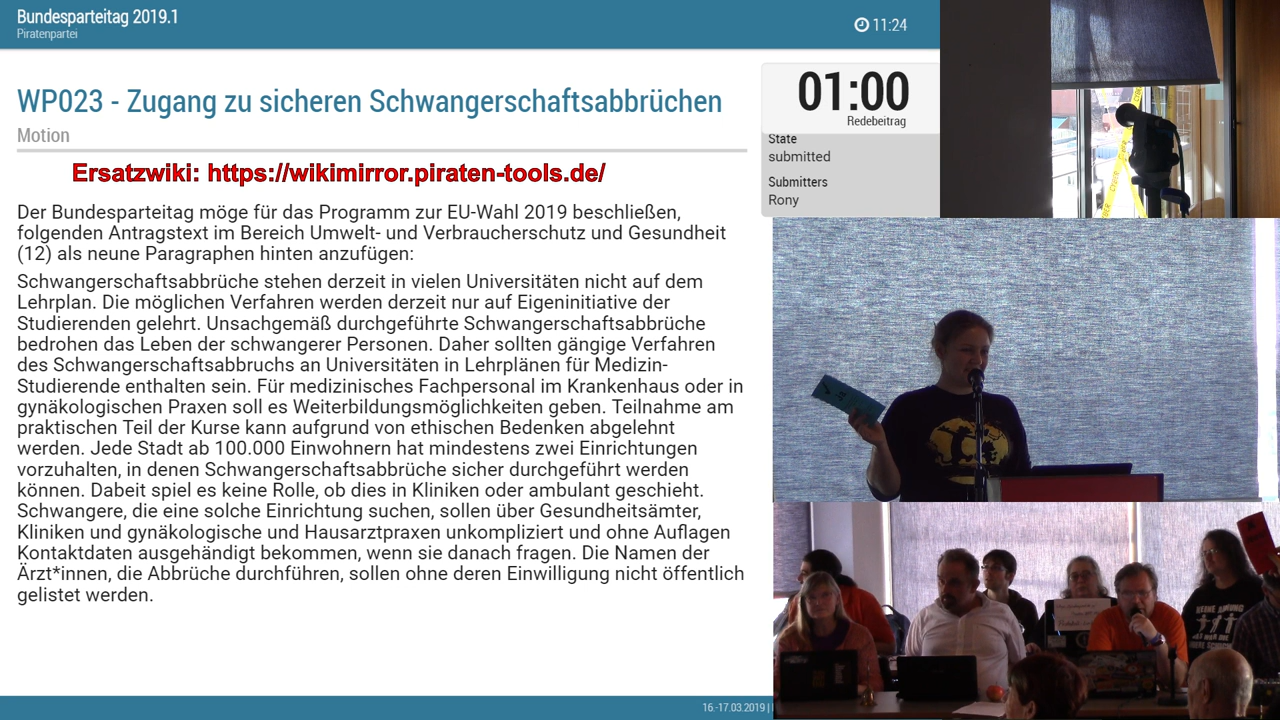 Bundesparteitag 2019.1
Piratenpartei
11:24
WP023 - Zugang zu sicheren Schwangerschaftsabbrüchen
Motion
01:00
Redebeitrag
State
submitted
Submitters
Rony
Ersatzwiki: https://wikimirror.piraten-tools.de/
Der Bundesparteitag möge für das Programm zur EU-Wahl 2019 beschließen,
folgenden Antragstext im Bereich Umwelt- und Verbraucherschutz und Gesundheit
(12) als neune Paragraphen hinten anzufügen:
Schwangerschaftsabbrüche stehen derzeit in vielen Universitäten nicht auf dem
Lehrplan. Die möglichen Verfahren werden derzeit nur auf Eigeninitiative der
Studierenden gelehrt. Unsachgemäß durchgeführte Schwangerschaftsabbrüche
bedrohen das Leben der schwangerer Personen. Daher sollten gängige Verfahren
des Schwangerschaftsabbruchs an Universitäten in Lehrplänen für Medizin-
Studierende enthalten sein. Für medizinisches Fachpersonal im Krankenhaus oder in
gynäkologischen Praxen soll es Weiterbildungsmöglichkeiten geben. Teilnahme am
praktischen Teil der Kurse kann aufgrund von ethischen Bedenken abgelehnt
werden. Jede Stadt ab 100.000 Einwohnern hat mindestens zwei Einrichtungen
vorzuhalten, in denen Schwangerschaftsabbrüche sicher durchgeführt werden
können. Dabeit spiel es keine Rolle, ob dies in Kliniken oder ambulant geschieht.
Schwangere, die eine solche Einrichtung suchen, sollen über Gesundheitsämter,
Kliniken und gynäkologische und Hausarztpraxen unkompliziert und ohne Auflagen
Kontaktdaten ausgehändigt bekommen, wenn sie danach fragen. Die Namen der
Ärzt*innen, die Abbrüche durchführen, sollen ohne deren Einwilligung nicht öffentlich
gelistet werden.
KEINE AHNUNG
16.-17.03.2019 |